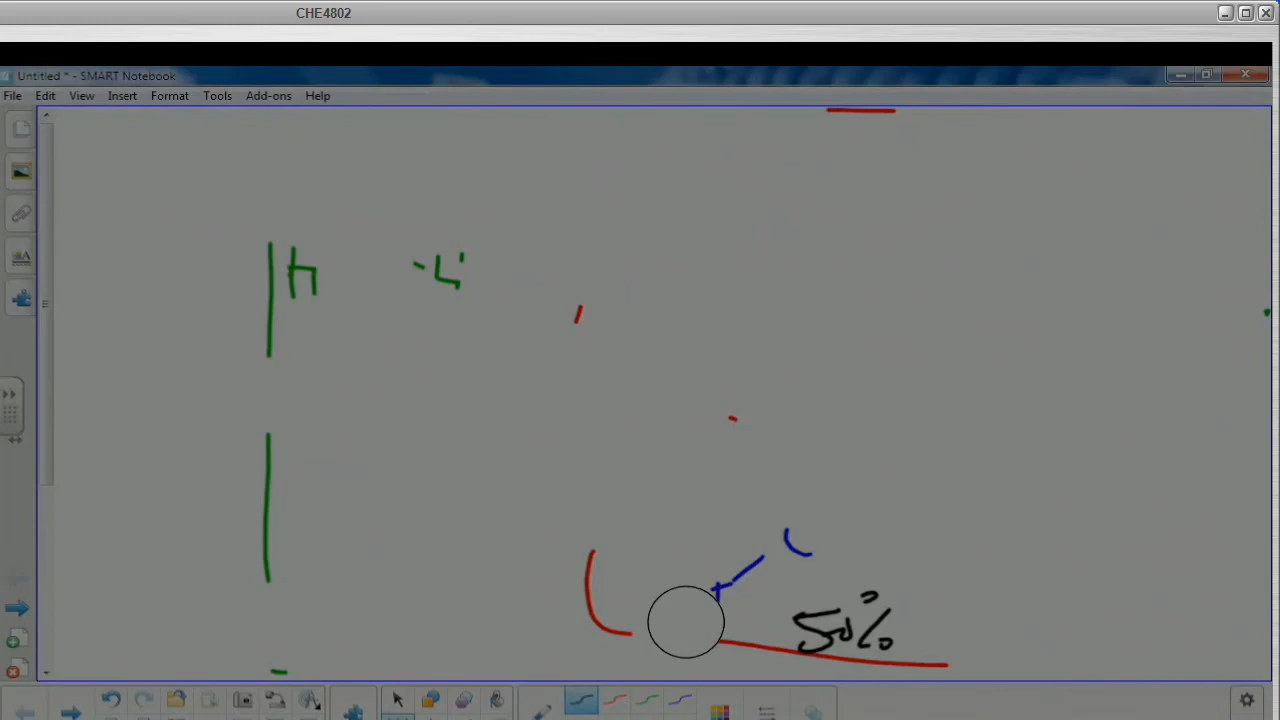 CHE4802
Untitled * - SMART Notebook
File Edit View Insert Format Tools Add-ons Help
50%